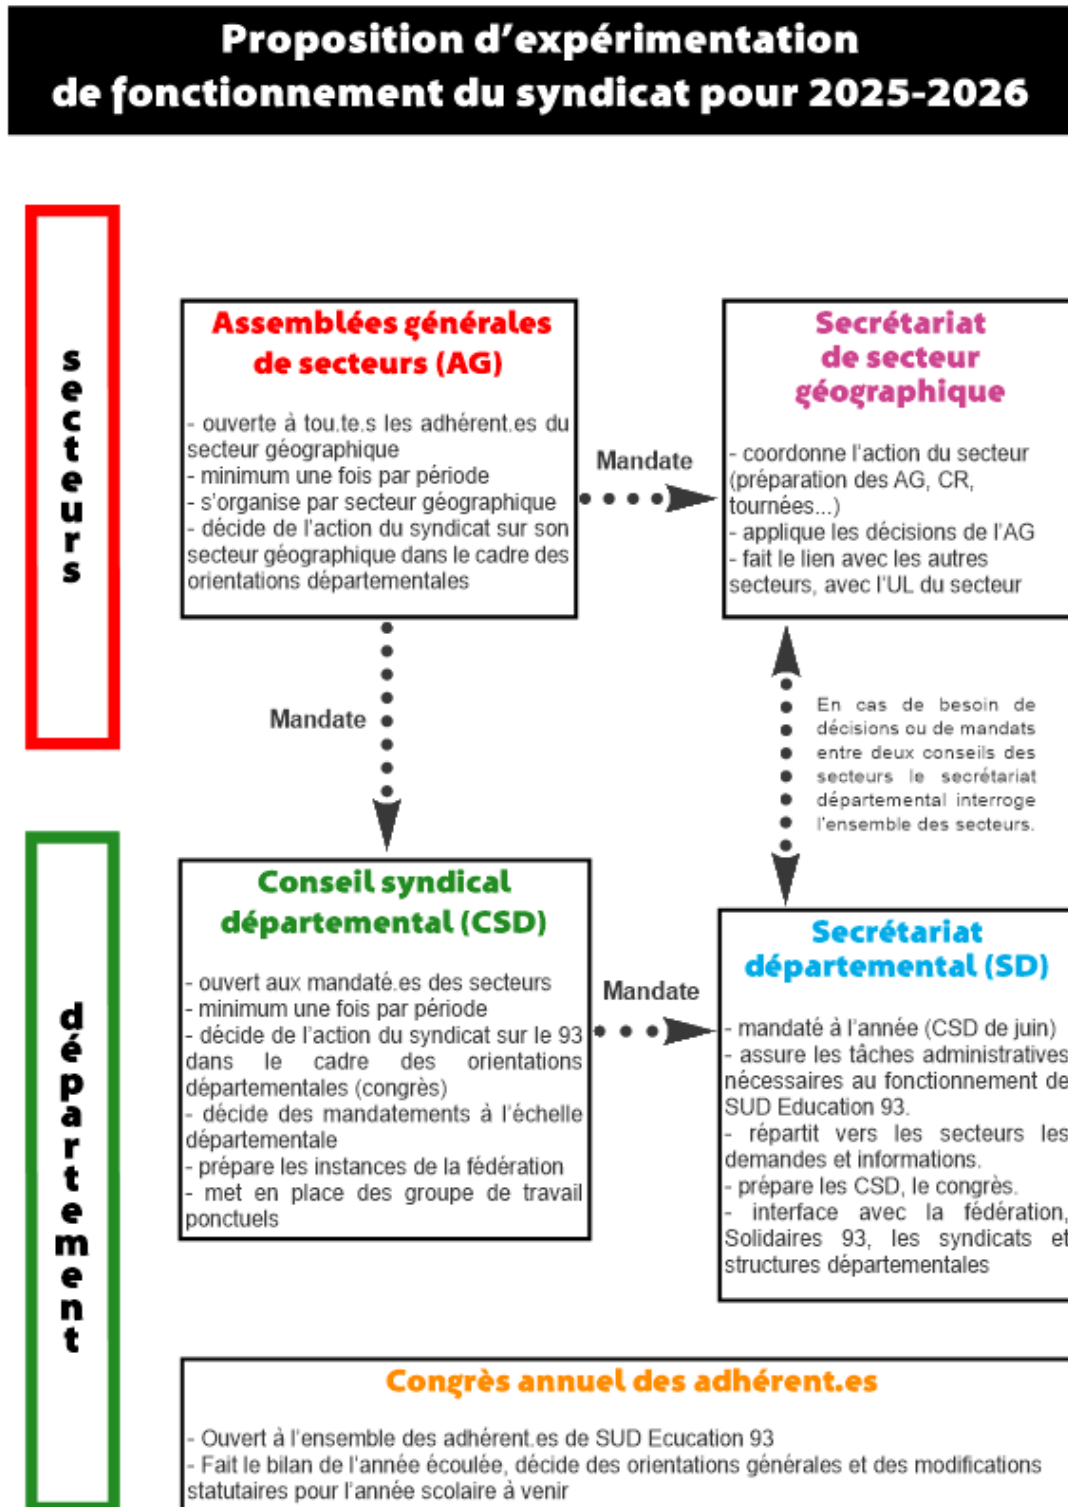 Proposition d’expérimentation
de fonctionnement du syndicat pour 2025-2026
secteurs
Assemblées générales
de secteurs (AG)
- ouverte à tou.te.s les adhérent.es du
secteur géographique
- minimum une fois par période
- s’organise par secteur géographique
- décide de l’action du syndicat sur son
secteur géographique dans le cadre des
orientations départementales
Mandate
Secrétariat
de secteur
géographique
- coordonne l’action du secteur
(préparation des AG, CR,
tournées...)
- applique les décisions de l’AG
- fait le lien avec les autres
secteurs, avec l’UL du secteur
Mandate
En cas de besoin de
décisions ou de mandats
entre deux conseils des
secteurs le secrétariat
départemental interroge
l’ensemble des secteurs.
département
Conseil syndical
départemental (CSD)
- ouvert aux mandaté.es des secteurs
- minimum une fois par période
- décide de l’action du syndicat sur le 93
dans le cadre des orientations
départementales (congrès)
- décide des mandatements à l’échelle
départementale
- prépare les instances de la fédération
- met en place des groupe de travail
ponctuels
Mandate
Secrétariat
départemental (SD)
- mandaté à l’année (CSD de juin)
- assure les tâches administratives
nécessaires au fonctionnement de
SUD Education 93.
- répartit vers les secteurs les
demandes et informations.
- prépare les CSD, le congrès.
- interface avec la fédération,
Solidaires 93, les syndicats et
structures départementales
Congrès annuel des adhérent.es
- Ouvert à l’ensemble des adhérent.es de SUD Ecucation 93
- Fait le bilan de l’année écoulée, décide des orientations générales et des modifications
statutaires pour l’année scolaire à venir